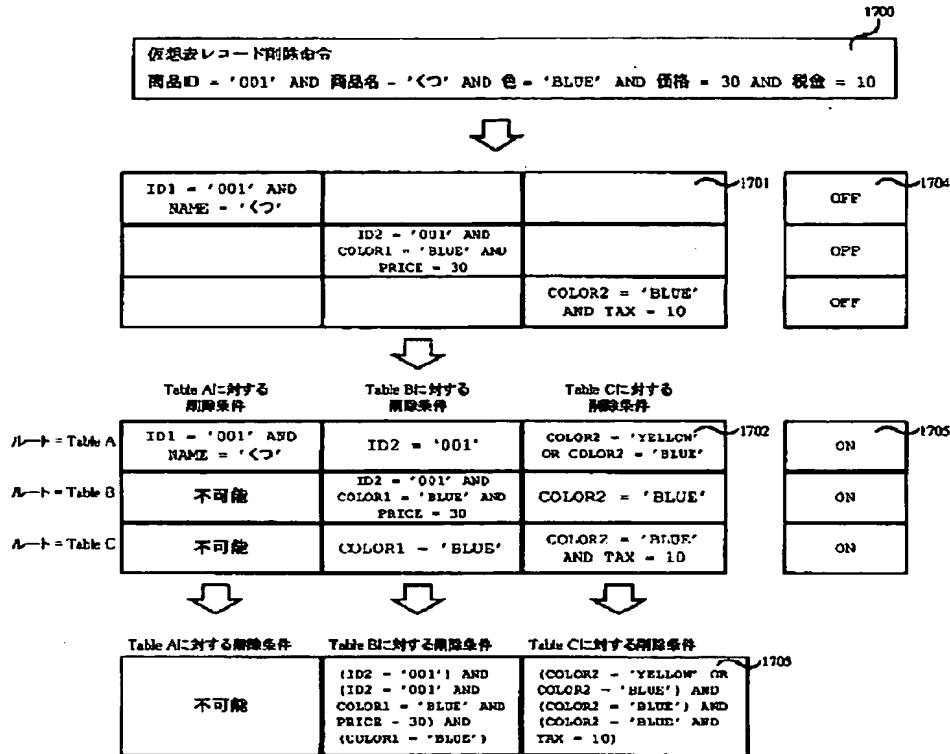 1700
仮想表レコード削除命令
商品ID = '001' AND 商品名 = 'くつ' AND 色 = 'BLUE' AND 価格 = 30 AND 税金 = 10
1701
1704
ID1 = '001' AND
NAME = 'くつ'
OFF
ID2 = '001' AND
COLOR1 = 'BLUE' AND
PRICE = 30
OFF
COLOR2 = 'BLUE'
AND TAX = 10
OFF
Table Aに対する
削除条件
Table Bに対する
削除条件
Table Cに対する
削除条件
1702
1705
ルート = Table A
ID1 = '001' AND
NAME = 'くつ'
ID2 = '001'
COLOR2 = 'YELLOW'
OR COLOR2 = 'BLUE'
ON
ルート = Table B
不可能
ID2 = '001' AND
COLOR1 = 'BLUE' AND
PRICE = 30
COLOR2 = 'BLUE'
ON
ルート = Table C
不可能
COLOR1 = 'BLUE'
COLOR2 = 'BLUE'
AND TAX = 10
ON
Table Aに対する削除条件
Table Bに対する削除条件
Table Cに対する削除条件
1703
不可能
(ID2 = '001') AND
(ID2 = '001' AND
COLOR1 = 'BLUE' AND
PRICE = 30) AND
(COLOR1 = 'BLUE')
(COLOR2 = 'YELLOW' OR
COLOR2 = 'BLUE') AND
(COLOR2 = 'BLUE') AND
(COLOR2 = 'BLUE' AND
TAX = 10)